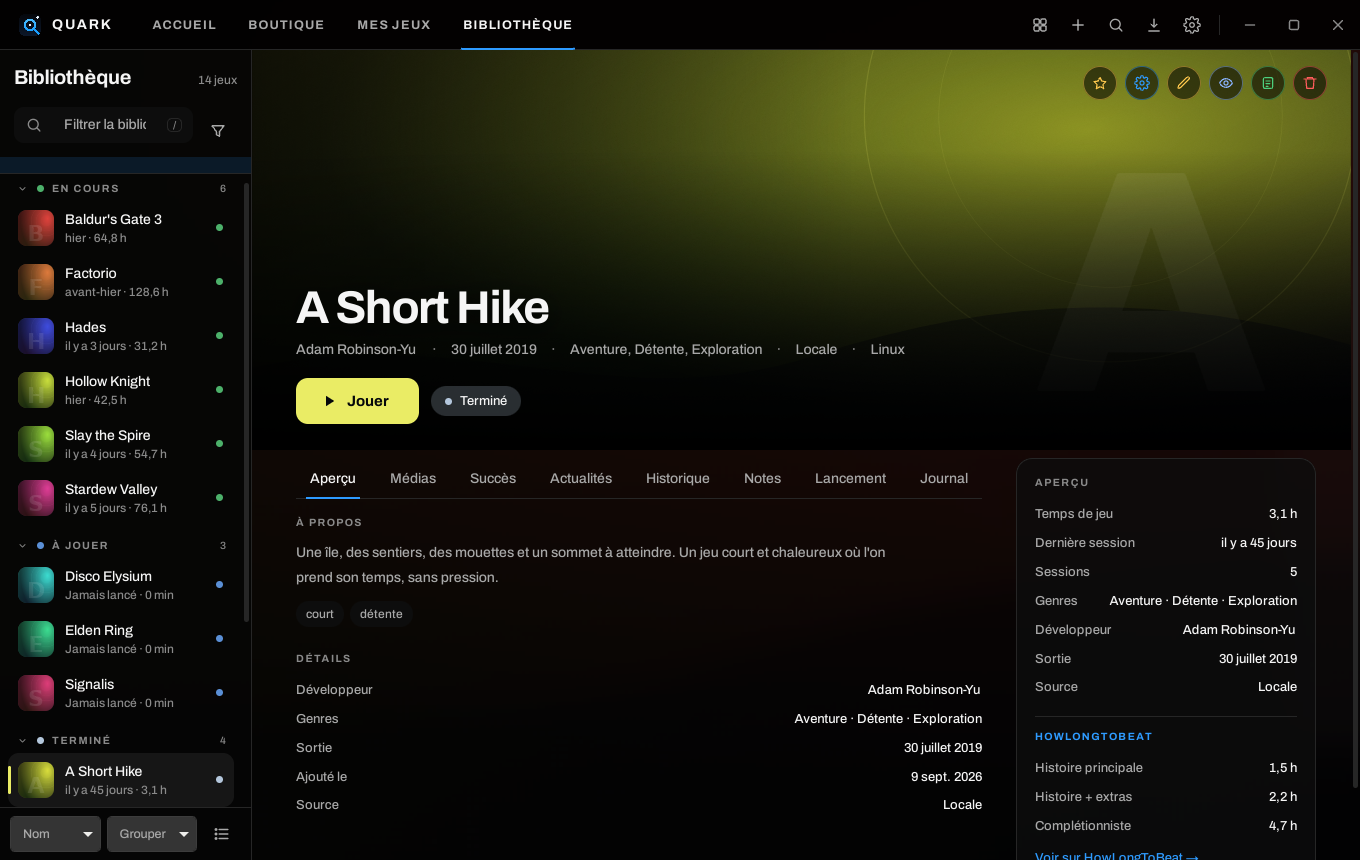 QUARK
ACCUEIL
BOUTIQUE
MES JEUX
BIBLIOTHÈQUE
Bibliothèque
14 jeux
Filtrer la biblic
/
EN COURS
6
B
Baldur's Gate 3
hier · 64,8 h
F
Factorio
avant-hier · 128,6 h
H
Hades
il y a 3 jours · 31,2 h
H
Hollow Knight
hier · 42,5 h
S
Slay the Spire
il y a 4 jours · 54,7 h
S
Stardew Valley
il y a 5 jours · 76,1 h
À JOUER
3
D
Disco Elysium
Jamais lancé · 0 min
E
Elden Ring
Jamais lancé · 0 min
S
Signalis
Jamais lancé · 0 min
TERMINÉ
4
A
A Short Hike
il y a 45 jours · 3,1 h
Nom
Grouper
A
A Short Hike
Adam Robinson-Yu · 30 juillet 2019 · Aventure, Détente, Exploration · Locale · Linux
Jouer
Terminé
Aperçu
Médias
Succès
Actualités
Historique
Notes
Lancement
Journal
À PROPOS
Une île, des sentiers, des mouettes et un sommet à atteindre. Un jeu court et chaleureux où l'on
prend son temps, sans pression.
court
détente
DÉTAILS
Développeur
Adam Robinson-Yu
Genres
Aventure · Détente · Exploration
Sortie
30 juillet 2019
Ajouté le
9 sept. 2026
Source
Locale
APERÇU
Temps de jeu
3,1 h
Dernière session
il y a 45 jours
Sessions
5
Genres
Aventure · Détente · Exploration
Développeur
Adam Robinson-Yu
Sortie
30 juillet 2019
Source
Locale
HOWLONGTOBEAT
Histoire principale
1,5 h
Histoire + extras
2,2 h
Complétionniste
4,7 h
Voir sur HowLongToBeat →